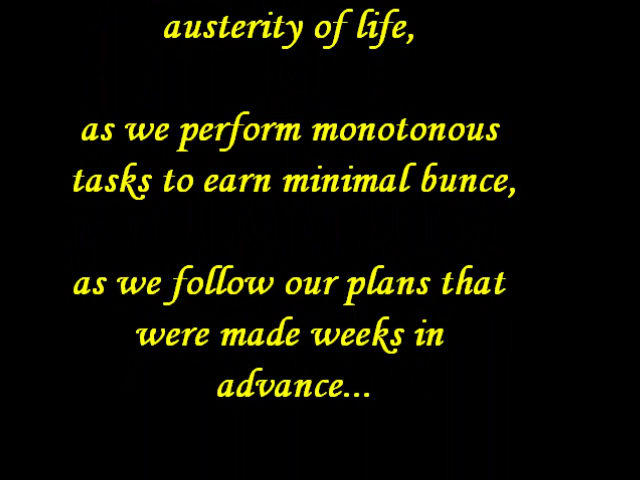 austerity of life,
as we perform monotonous
tasks to earn minimal bunce,
as we follow our plans that
were made weeks in
advance...